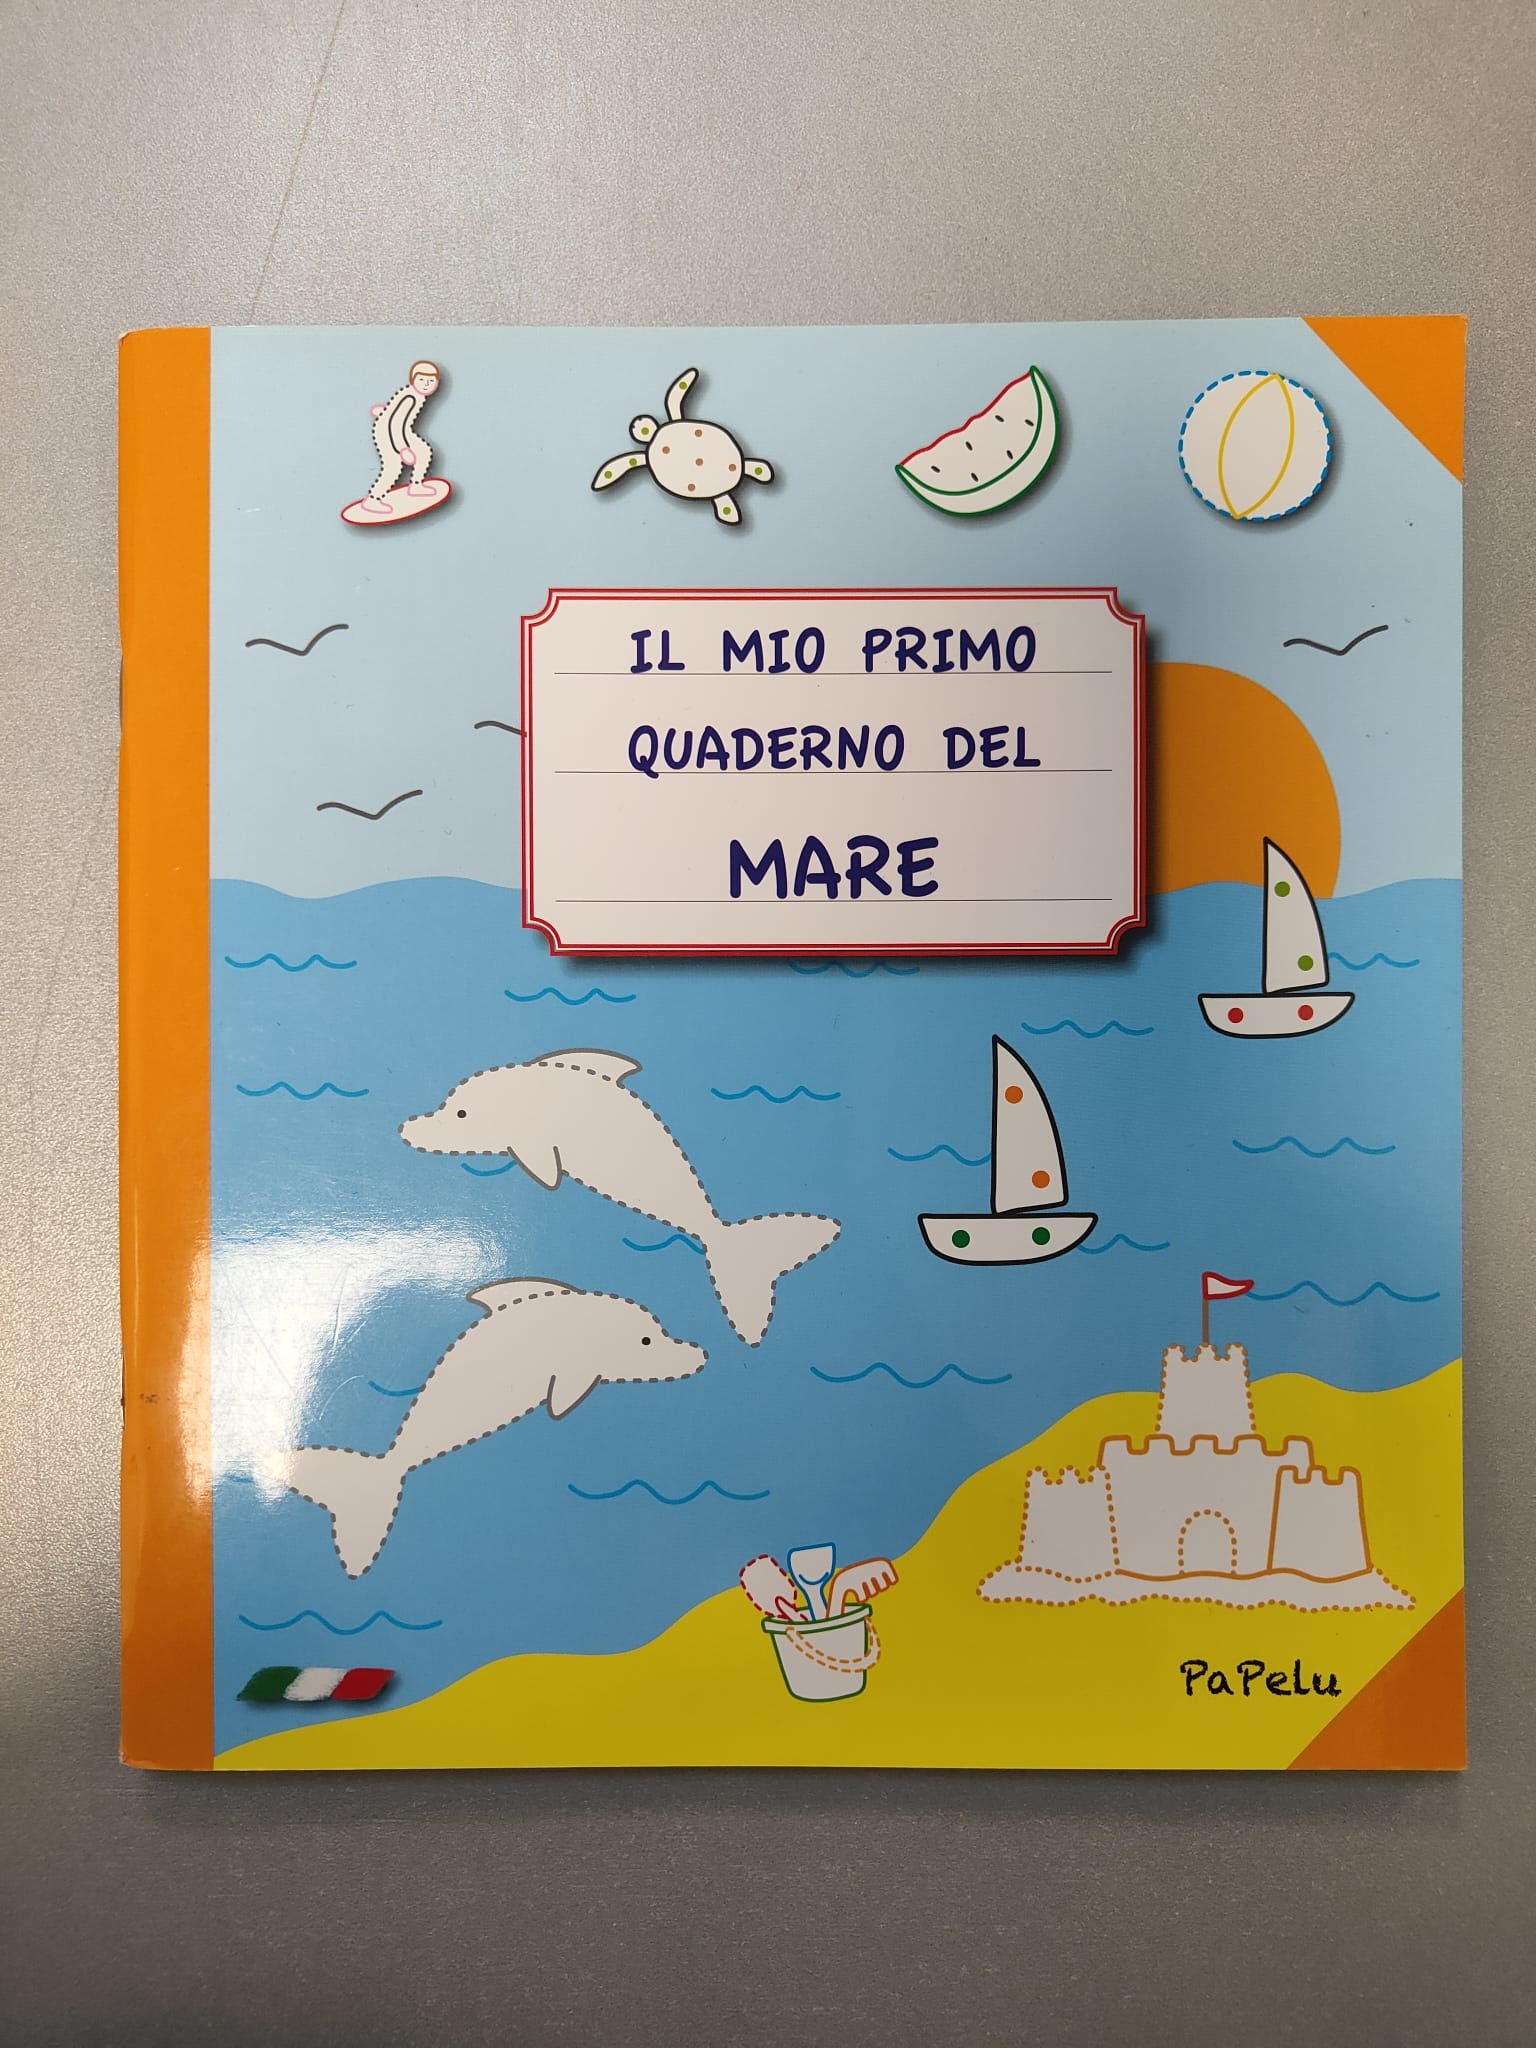 IL MIO PRIMO
QUADERNO DEL
MARE
PaPeLu